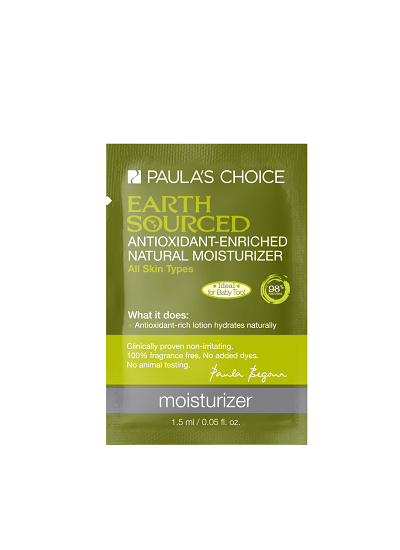 PAULA'S CHOICE
EARTH
SOURCED
ANTIOXIDANT-ENRICHED
NATURAL MOISTURIZER
All Skin Types
Ideal
for Baby Too!
98%
NATURAL
What it does:
Antioxidant-rich lotion hydrates naturally
Clinically proven non-irritating.
100% fragrance free. No added dyes.
No animal testing.
Paula Begoun
moisturizer
1.5 ml / 0.05 fl. oz.